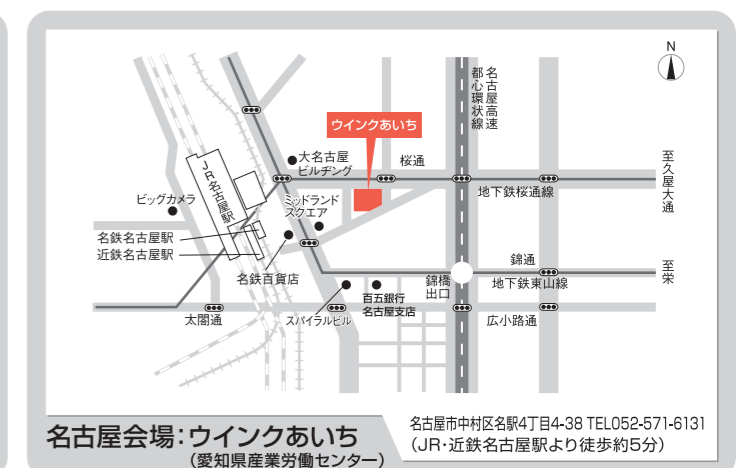 N
名古屋高速
都心環状線
ウインクあいち
大名古屋
ビルヂング
桜通
至久屋大通
JR名古屋駅
地下鉄桜通線
ビッグカメラ
ミッドランド
スクエア
名鉄名古屋駅
近鉄名古屋駅
名鉄百貨店
錦通
至栄
錦橋
出口
地下鉄東山線
百五銀行
名古屋支店
太閤通
スパイラルビル
広小路通
名古屋会場:ウインクあいち
(愛知県産業労働センター)
名古屋市中村区名駅4丁目4-38 TEL052-571-6131
(JR・近鉄名古屋駅より徒歩約5分)